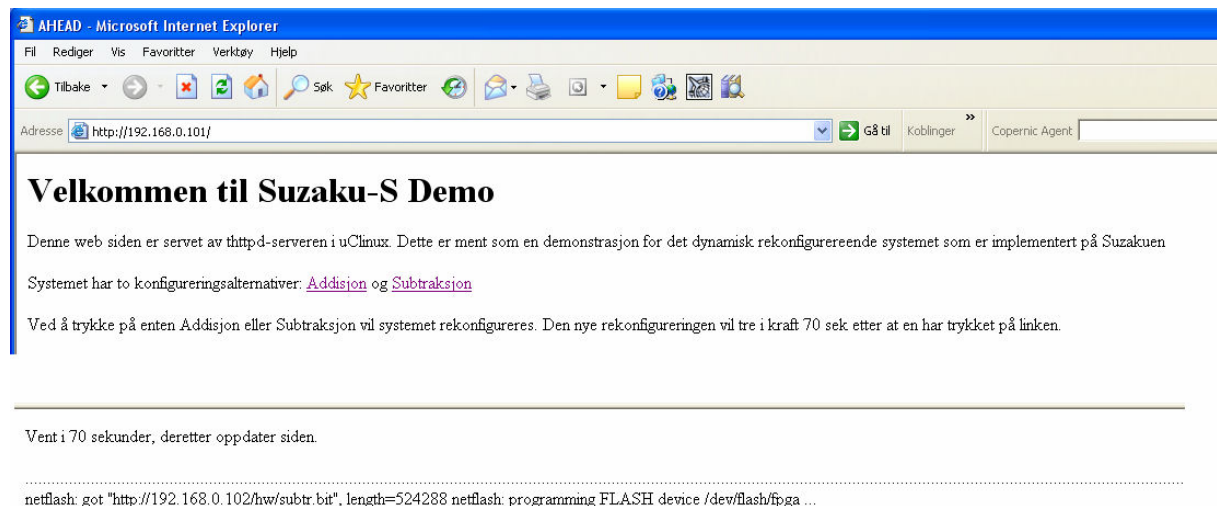 AHEAD - Microsoft Internet Explorer
Fil Rediger Vis Favoritter Verktøy Hjelp
Tilbake Søk Favoritter
Adresse http://192.168.0.101/ Gå til Koblinger » Copernic Agent
Velkommen til Suzaku-S Demo
Denne web siden er servet av thttpd-serveren i uClinux. Dette er ment som en demonstrasjon for det dynamisk rekonfigurereende systemet som er implementert på Suzakuen
Systemet har to konfigureringsalternativer: Addisjon og Subtraksjon
Ved å trykke på enten Addisjon eller Subtraksjon vil systemet rekonfigureres. Den nye rekonfigureringen vil tre i kraft 70 sek etter at en har trykket på linken.
Vent i 70 sekunder, deretter oppdater siden.
netflash: got "http://192.168.0.102/hw/subtr.bit", length=524288 netflash: programming FLASH device /dev/flash/fpga ...